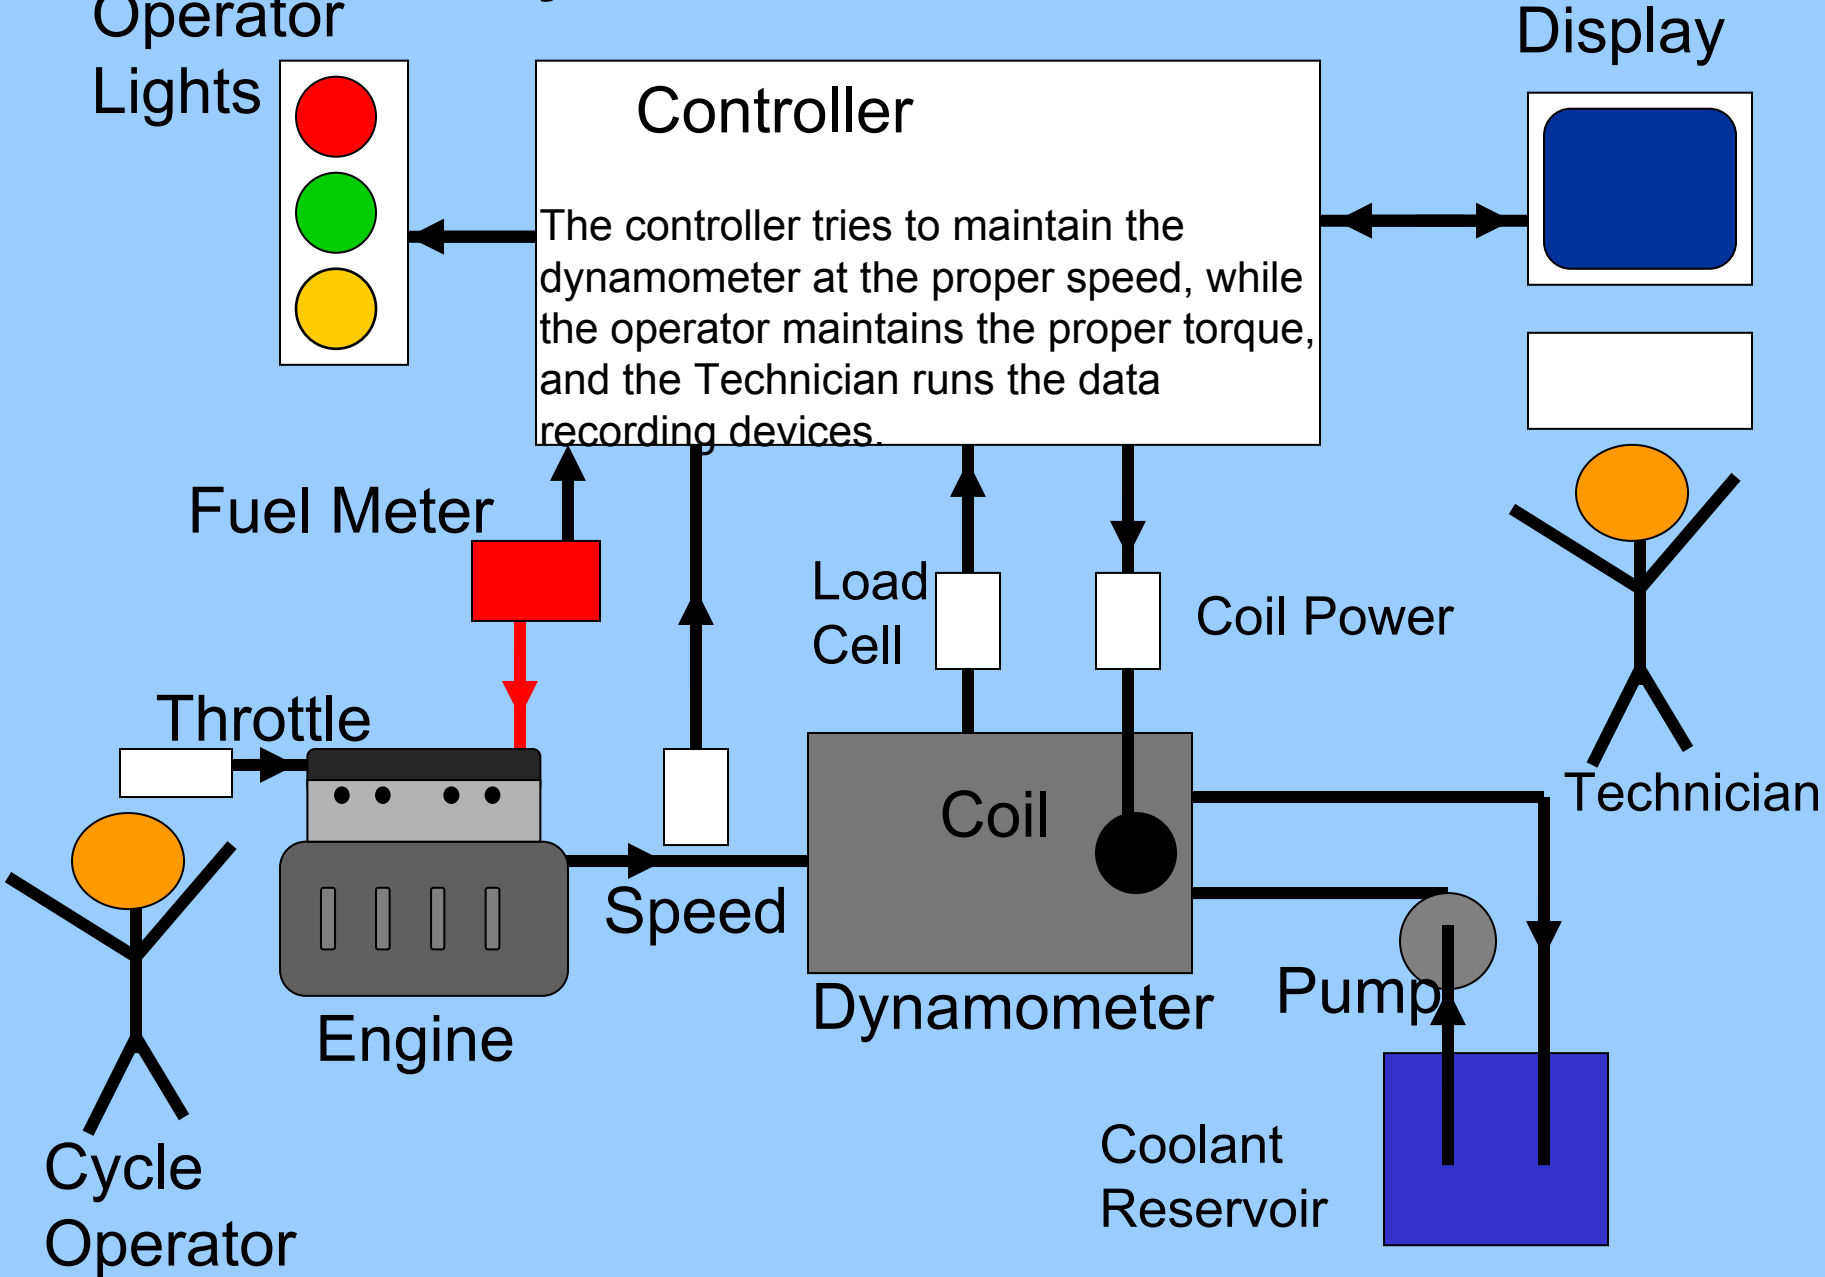 Operator
Lights
Display
Controller
The controller tries to maintain the
dynamometer at the proper speed, while
the operator maintains the proper torque,
and the Technician runs the data
recording devices.
Fuel Meter
Load
Cell
Coil Power
Throttle
Technician
Coil
Speed
Dynamometer
Pump
Engine
Coolant
Reservoir
Cycle
Operator